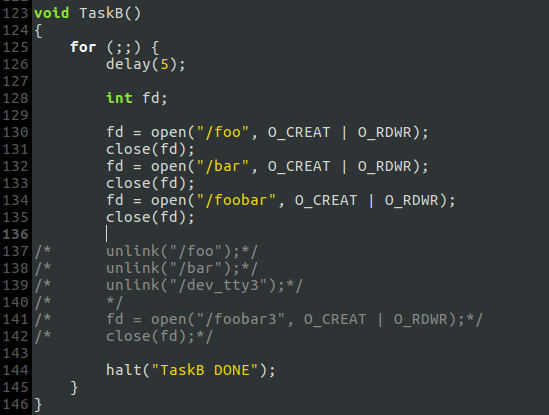 123 void TaskB()
124 {
125     for (;;) {
126         delay(5);
127
128         int fd;
129
130         fd = open("/foo", O_CREAT | O_RDWR);
131         close(fd);
132         fd = open("/bar", O_CREAT | O_RDWR);
133         close(fd);
134         fd = open("/foobar", O_CREAT | O_RDWR);
135         close(fd);
136
137 /*      unlink("/foo");*/
138 /*      unlink("/bar");*/
139 /*      unlink("/dev_tty3");*/
140 /*      */
141 /*      fd = open("/foobar3", O_CREAT | O_RDWR);*/
142 /*      close(fd);*/
143
144         halt("TaskB DONE");
145     }
146 }